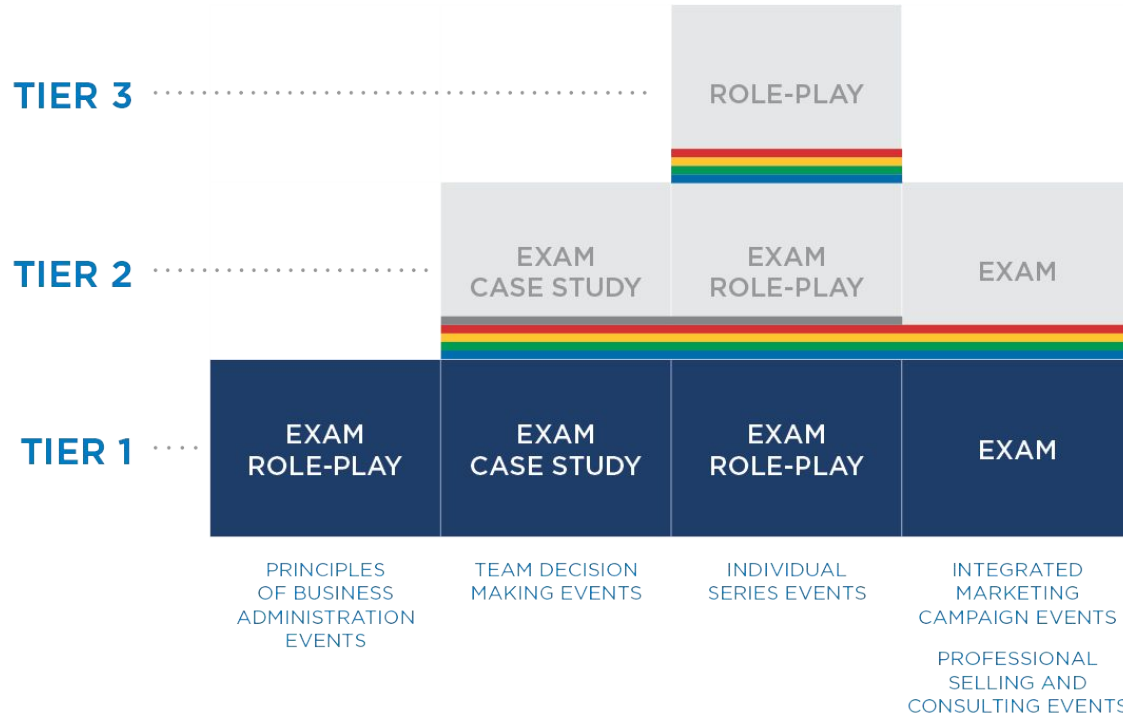 TIER 3
ROLE-PLAY
TIER 2
EXAM
CASE STUDY
EXAM
ROLE-PLAY
EXAM
TIER 1
EXAM
ROLE-PLAY
EXAM
CASE STUDY
EXAM
ROLE-PLAY
EXAM
PRINCIPLES
OF BUSINESS
ADMINISTRATION
EVENTS
TEAM DECISION
MAKING EVENTS
INDIVIDUAL
SERIES EVENTS
INTEGRATED
MARKETING
CAMPAIGN EVENTS
PROFESSIONAL
SELLING AND
CONSULTING EVENTS